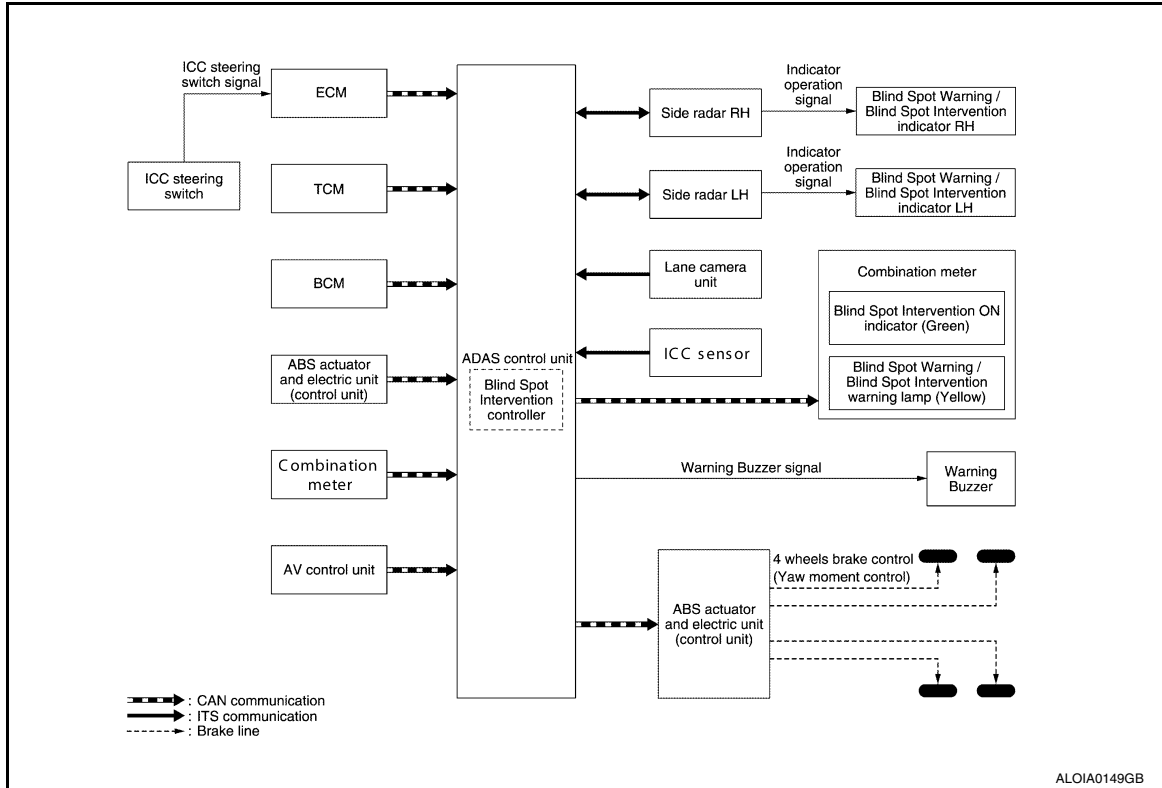 ICC steering
switch signal
ICC steering
switch
ECM
TCM
BCM
ABS actuator
and electric unit
(control unit)
Combination
meter
AV control unit
ADAS control unit
Blind Spot
Intervention
controller
Side radar RH
Indicator
operation
signal
Blind Spot Warning /
Blind Spot Intervention
indicator RH
Side radar LH
Indicator
operation
signal
Blind Spot Warning /
Blind Spot Intervention
indicator LH
Lane camera
unit
ICC sensor
Combination meter
Blind Spot Intervention ON
indicator (Green)
Blind Spot Warning /
Blind Spot Intervention
warning lamp (Yellow)
Warning Buzzer signal
Warning
Buzzer
ABS actuator
and electric unit
(control unit)
4 wheels brake control
(Yaw moment control)
: CAN communication
: ITS communication
: Brake line
ALOIA0149GB